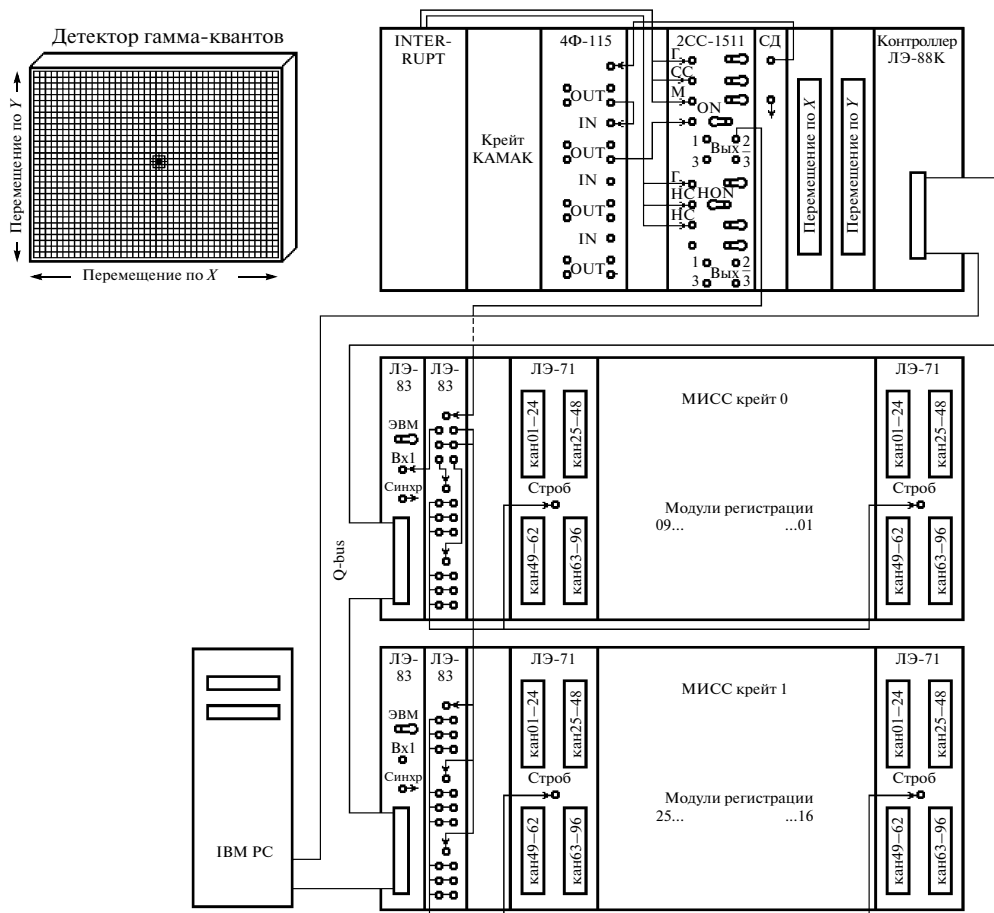 Детектор гамма-квантов
Перемещение по Y
Перемещение по X
INTER-
RUPT
Крейт
КАМАК
4Ф-115
OUT
IN
OUT
IN
OUT
IN
OUT
2СС-1511
Г
СС
М
ON
1 Вых 2
3 3
Г
НС HON
НС
1 2
3 Вых 3
СД
Перемещение по X
Перемещение по Y
Контроллер
ЛЭ-88К
Q-bus
ЛЭ-
83
ЛЭ-
83
ЭВМ
Вх1
Синхр
ЛЭ-71
кан01–24
кан25–48
Строб
кан49–62
кан63–96
МИСС крейт 0
Модули регистрации
09... ...01
ЛЭ-71
кан01–24
кан25–48
Строб
кан49–62
кан63–96
IBM PC
ЛЭ-
83
ЛЭ-
83
ЭВМ
Вх1
Синхр
ЛЭ-71
кан01–24
кан25–48
Строб
кан49–62
кан63–96
МИСС крейт 1
Модули регистрации
25... ...16
ЛЭ-71
кан01–24
кан25–48
Строб
кан49–62
кан63–96